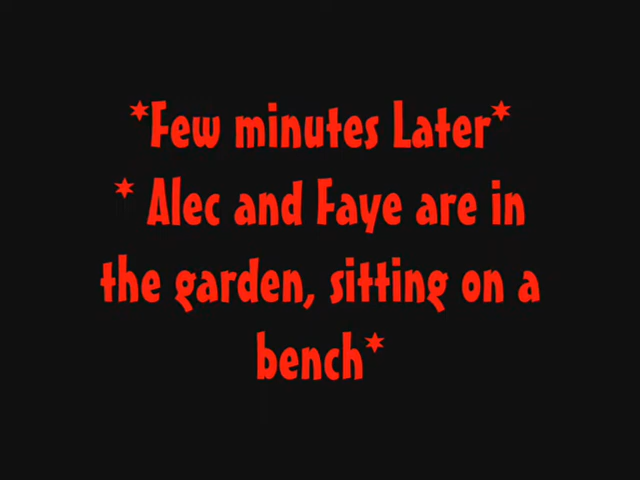 *Few minutes Later*
* Alec and Faye are in
the garden, sitting on a
bench*